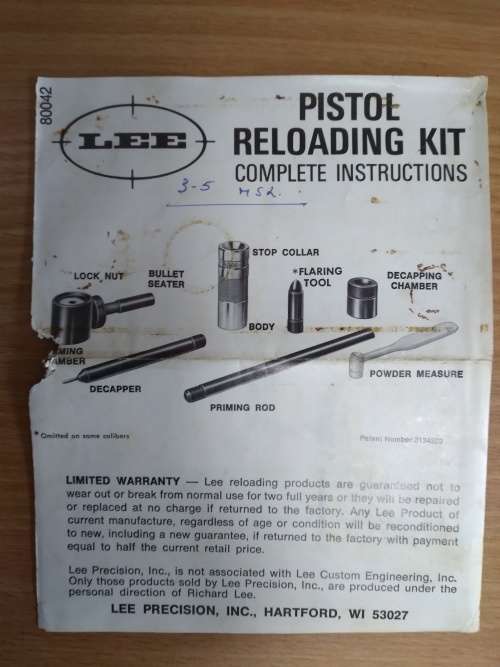 80042
LEE
PISTOL
RELOADING KIT
COMPLETE INSTRUCTIONS
3-5
STOP COLLAR
LOCK NUT
BULLET
SEATER
*FLARING
TOOL
DECAPPING
CHAMBER
BODY
DECAPPER
POWDER MEASURE
PRIMING ROD
*Omitted on some calibers
Patent Number
LIMITED WARRANTY — Lee reloading products are guaranteed not to
wear out or break from normal use for two full years or they will be repaired
or replaced at no charge if returned to the factory. Any Lee Product of
current manufacture, regardless of age or condition will be reconditioned
to new, including a new guarantee, if returned to the factory with payment
equal to half the current retail price.
Lee Precision, Inc., is not associated with Lee Custom Engineering, Inc.
Only those products sold by Lee Precision, Inc., are produced under the
personal direction of Richard Lee.
LEE PRECISION, INC., HARTFORD, WI 53027